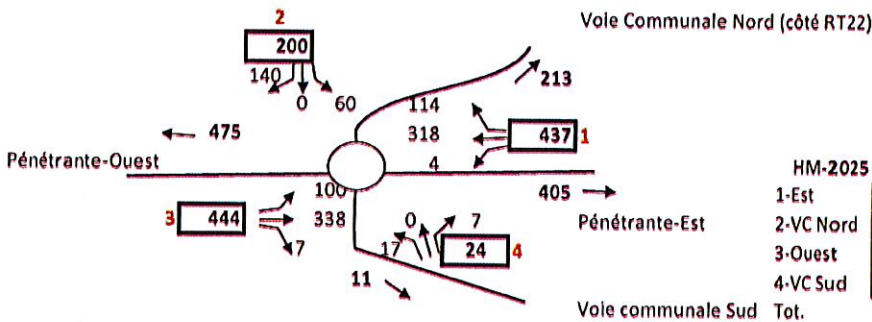 2
Voie Communale Nord (côté RT22)
200
140
0
60
114
213
475
318
437
1
Pénétrante-Ouest
4
HM-2025
100
405
1-Est
3
444
338
0
7
Pénétrante-Est
2-VC Nord
7
17
24
4
3-Ouest
11
4-VC Sud
Voie communale Sud
Tot.